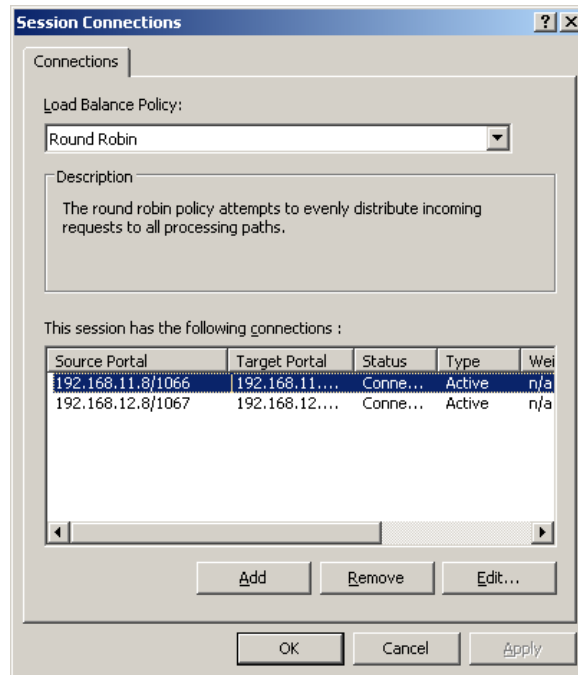 Session Connections
Connections
Load Balance Policy:
Round Robin
Description
The round robin policy attempts to evenly distribute incoming
requests to all processing paths.
This session has the following connections :
Source Portal Target Portal Status Type Wei
192.168.11.8/1066 192.168.11.... Conne... Active n/a
192.168.12.8/1067 192.168.12.... Conne... Active n/a
Add Remove Edit...
OK Cancel Apply